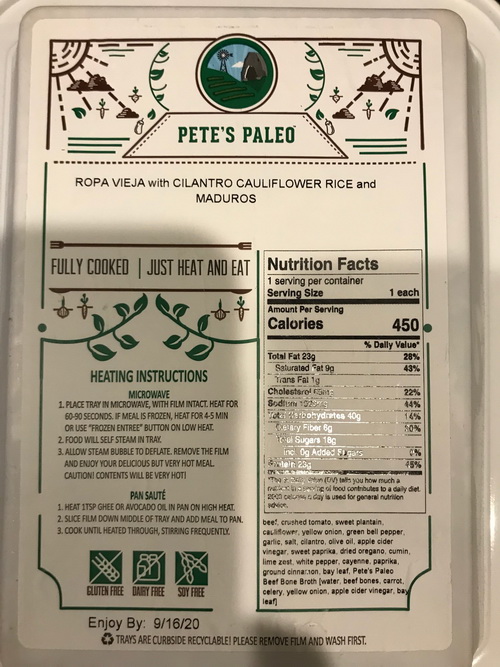 PETE'S PALEO
ROPA VIEJA with CILANTRO CAULIFLOWER RICE and
MADUROS
FULLY COOKED | JUST HEAT AND EAT
HEATING INSTRUCTIONS
MICROWAVE
1. PLACE TRAY IN MICROWAVE, WITH FILM INTACT. HEAT FOR
60-90 SECONDS. IF MEAL IS FROZEN, HEAT FOR 4-5 MIN
OR USE "FROZEN ENTREE" BUTTON ON LOW HEAT.
2. FOOD WILL SELF STEAM IN TRAY.
3. ALLOW STEAM BUBBLE TO DEFLATE. REMOVE THE FILM
AND ENJOY YOUR DELICIOUS BUT VERY HOT MEAL.
CAUTION! CONTENTS WILL BE VERY HOT!
PAN SAUTÉ
1. HEAT 1TSP GHEE OR AVOCADO OIL IN PAN ON HIGH HEAT.
2. SLICE FILM DOWN MIDDLE OF TRAY AND ADD MEAL TO PAN.
3. COOK UNTIL HEATED THROUGH, STIRRING FREQUENTLY.
GLUTEN FREE DAIRY FREE SOY FREE
Nutrition Facts
1 serving per container
Serving Size 1 each
Amount Per Serving
Calories 450
% Daily Value*
Total Fat 23g 28%
Saturated Fat 9g 43%
Trans Fat 1g
Cholesterol 22%
Sodium 44%
Total Carbohydrates 40g 14%
Dietary Fiber 6g
Total Sugars 18g
Incl. 0g Added Sugars 0%
Protein 23g
day is used for general nutrition
advice.
beef, crushed tomato, sweet plantain,
cauliflower, yellow onion, green bell pepper,
garlic, salt, cilantro, olive oil, apple cider
vinegar, sweet paprika, dried oregano, cumin,
lime zest, white pepper, cayenne, paprika,
ground cinnamon, bay leaf, Pete's Paleo
Beef Bone Broth [water, beef bones, carrot,
celery, yellow onion, apple cider vinegar, bay
leaf]
Enjoy By: 9/16/20
TRAYS ARE CURBSIDE RECYCLABLE! PLEASE REMOVE FILM AND WASH FIRST.